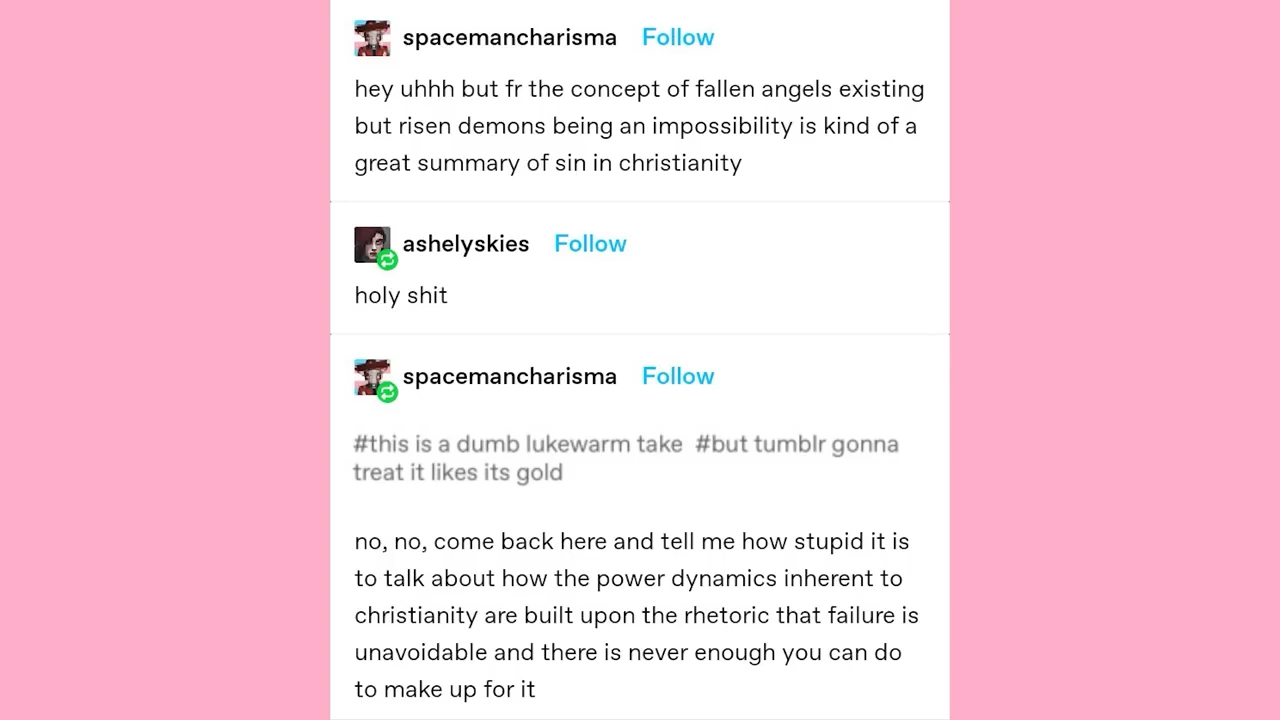 spacemancharisma Follow
hey uhhh but fr the concept of fallen angels existing
but risen demons being an impossibility is kind of a
great summary of sin in christianity
ashelyskies Follow
holy shit
spacemancharisma Follow
#this is a dumb lukewarm take #but tumblr gonna
treat it likes its gold
no, no, come back here and tell me how stupid it is
to talk about how the power dynamics inherent to
christianity are built upon the rhetoric that failure is
unavoidable and there is never enough you can do
to make up for it